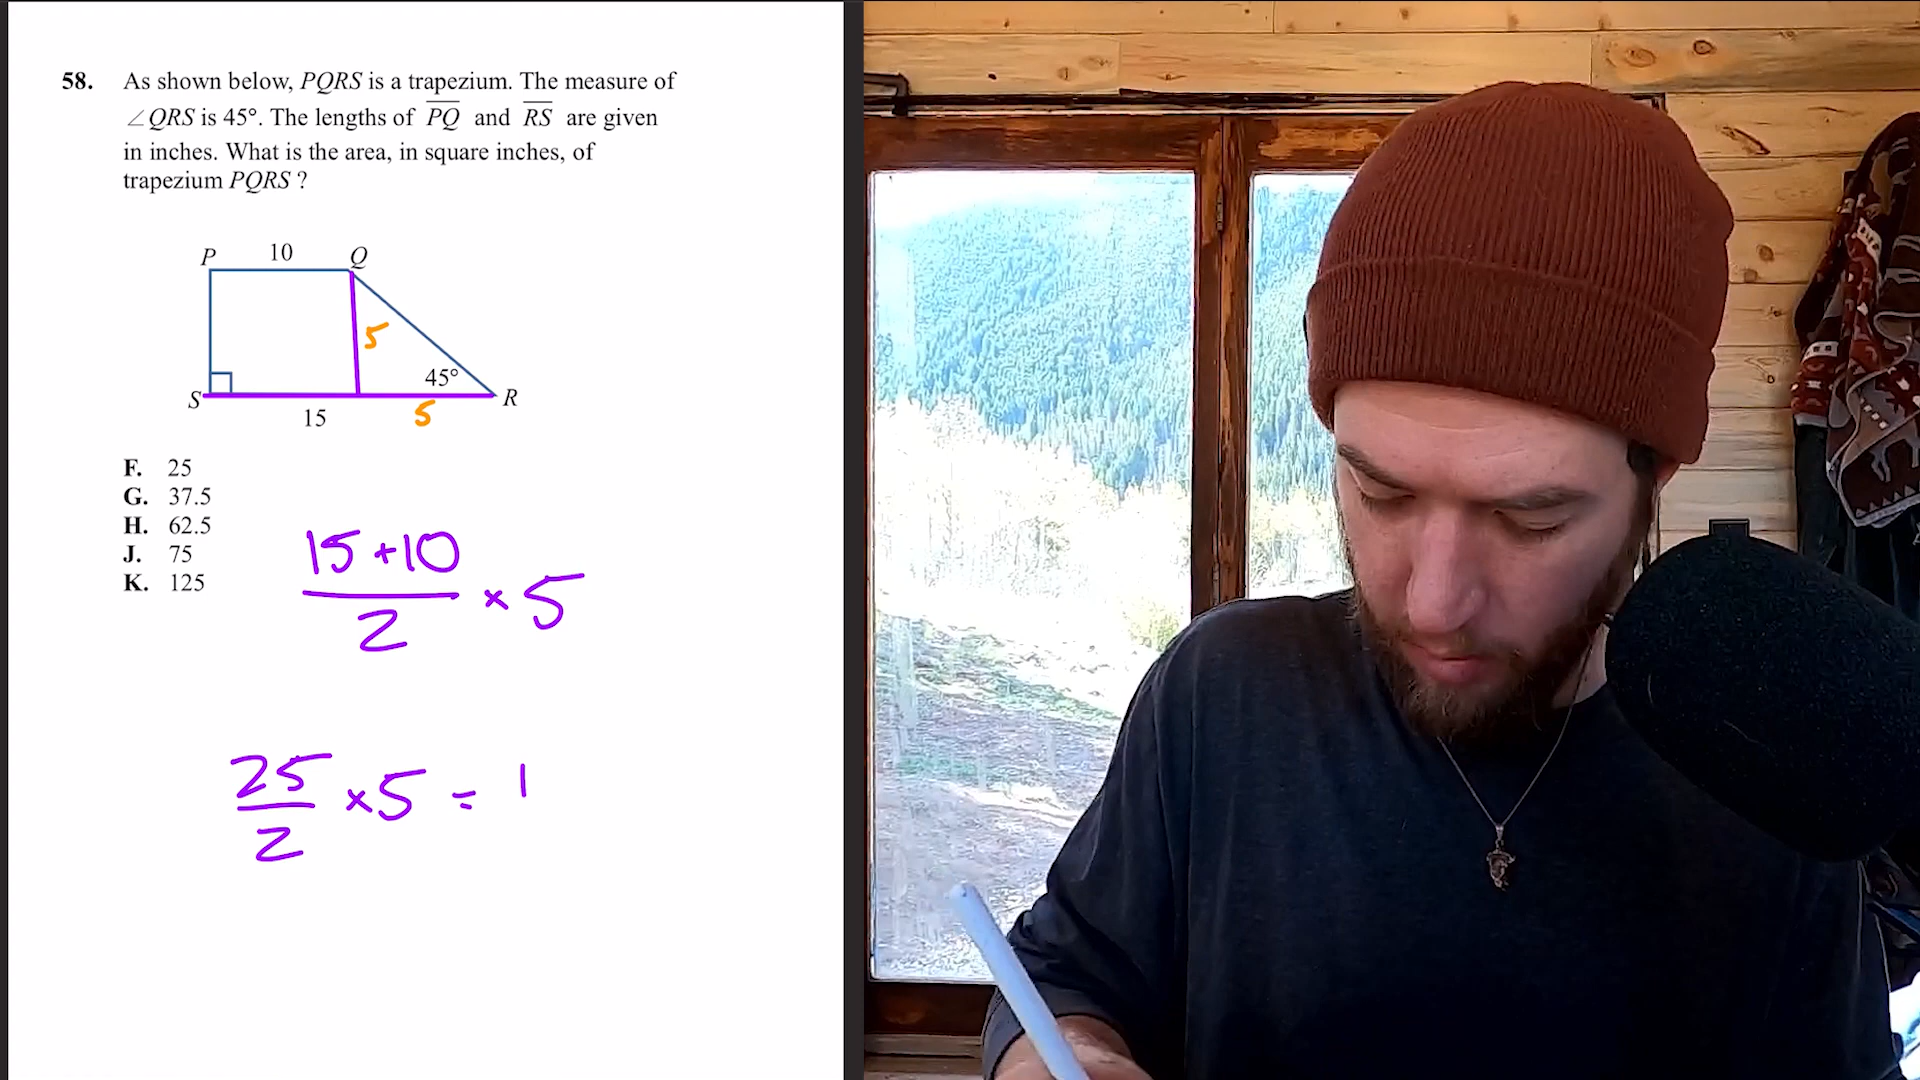 58. As shown below, PQRS is a trapezium. The measure of
∠QRS is 45°. The lengths of PQ and RS are given
in inches. What is the area, in square inches, of
trapezium PQRS ?
P 10 Q
5
45°
S 15 5 R
F. 25
G. 37.5
H. 62.5
J. 75
K. 125
15+10
2
× 5
25
2
×5 = 1